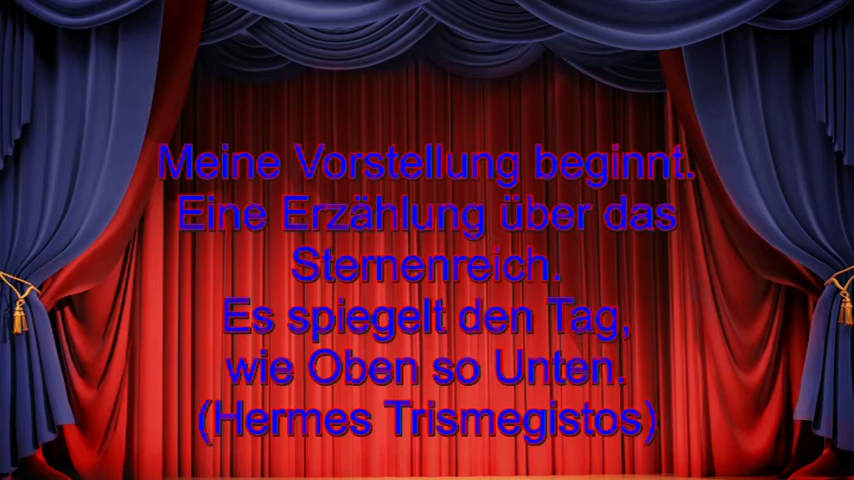 Meine Vorstellung beginnt.
Eine Erzählung über das
Sternenreich.
Es spiegelt den Tag,
wie Oben so Unten.
(Hermes Trismegistos)